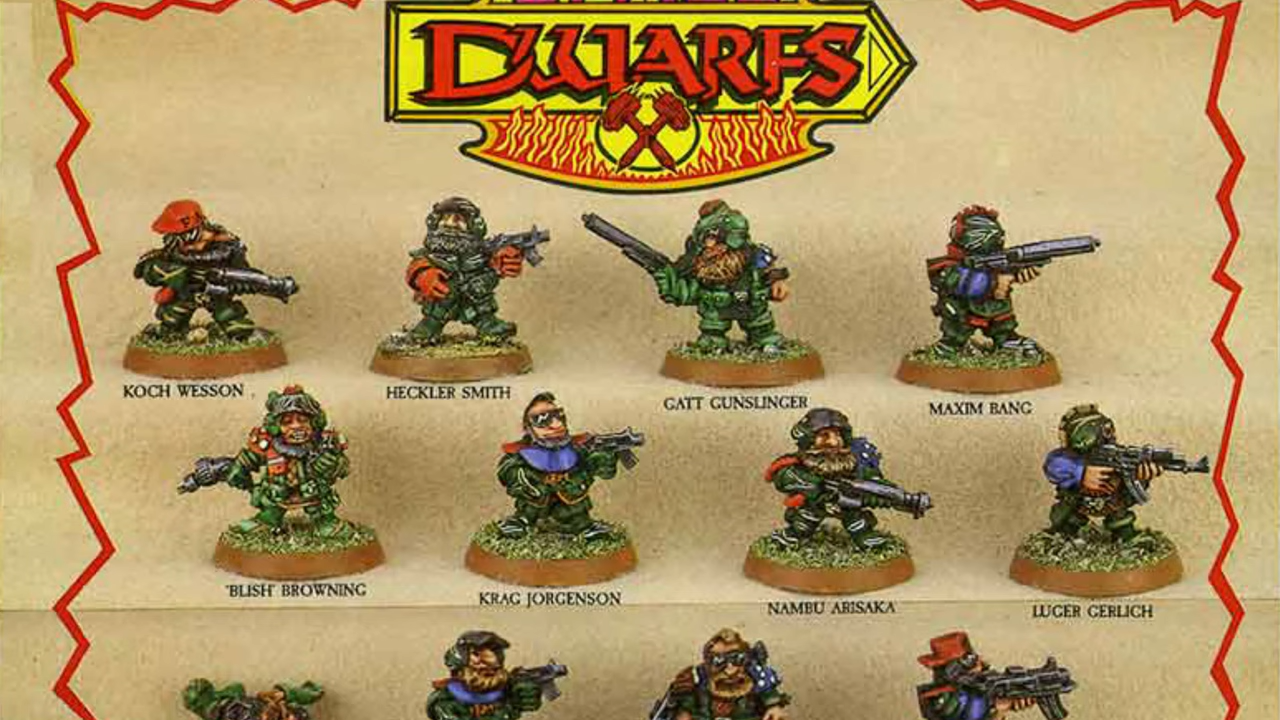 DWARFS
KOCH WESSON
HECKLER SMITH
GATT GUNSLINGER
MAXIM BANG
'BLISH' BROWNING
KRAG JORGENSON
NAMBU ARISAKA
LUGER GERLICH